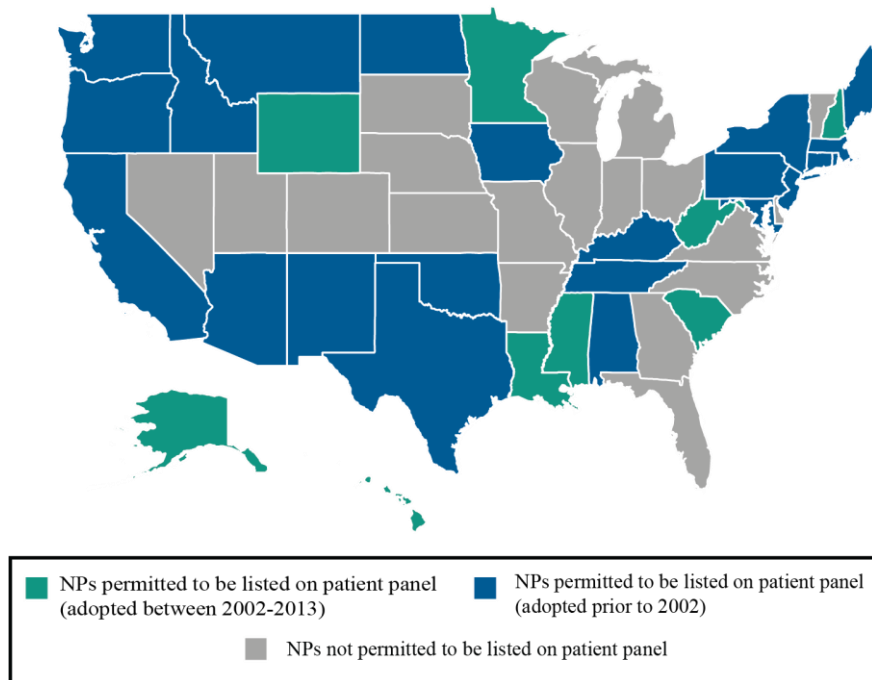 NPs permitted to be listed on patient panel
(adopted between 2002-2013)
NPs permitted to be listed on patient panel
(adopted prior to 2002)
NPs not permitted to be listed on patient panel